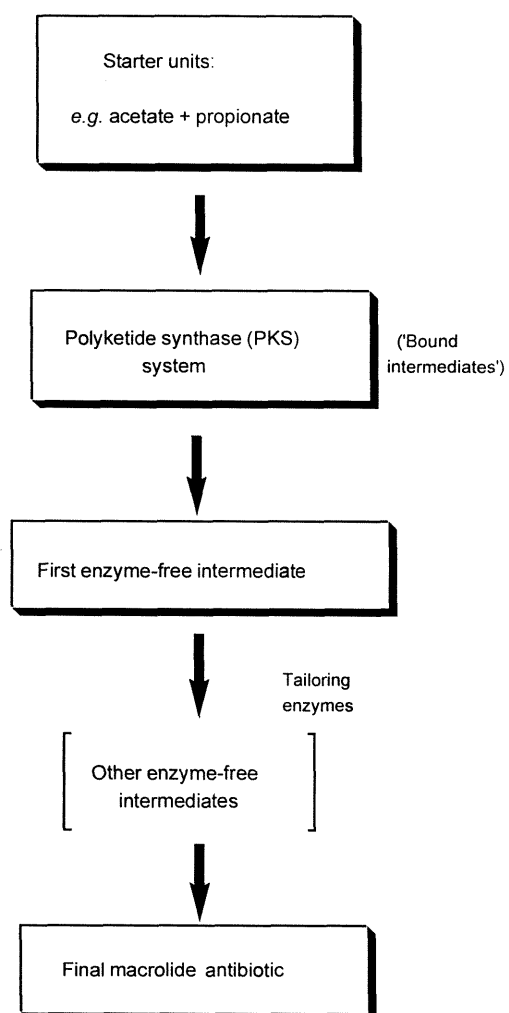 Starter units:
e.g. acetate + propionate
Polyketide synthase (PKS)
system
('Bound
intermediates')
First enzyme-free intermediate
Tailoring
enzymes
Other enzyme-free
intermediates
Final macrolide antibiotic